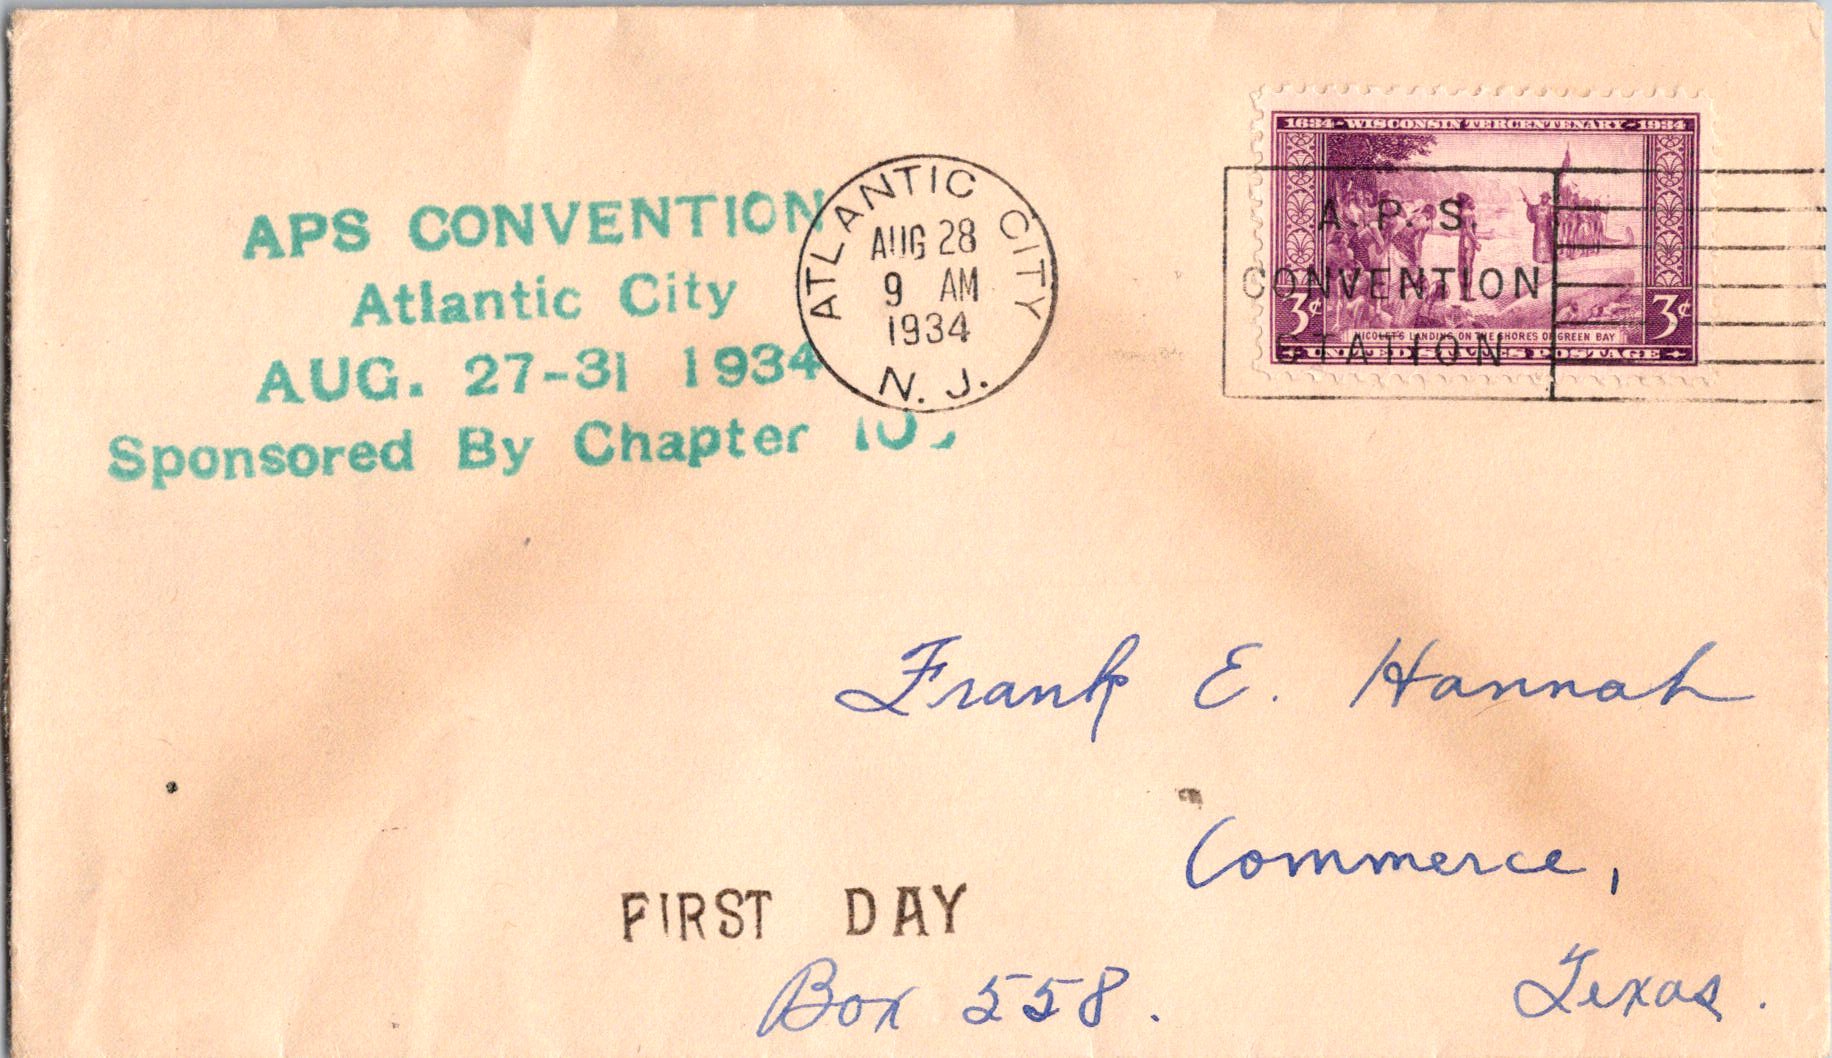 APS CONVENTION
Atlantic City
AUG. 27-31 1934
Sponsored By Chapter
ATLANTIC CITY
AUG 28
9 AM
1934
N. J.
1634-WISCONSIN TERCENTENARY-1934
A. P. S.
CONVENTION
STATION
3¢ 3¢
NICOLET'S LANDING ON THE SHORES OF GREEN BAY
UNITED STATES POSTAGE
Frank E. Hannah
Commerce,
FIRST DAY
Box 558. Texas.